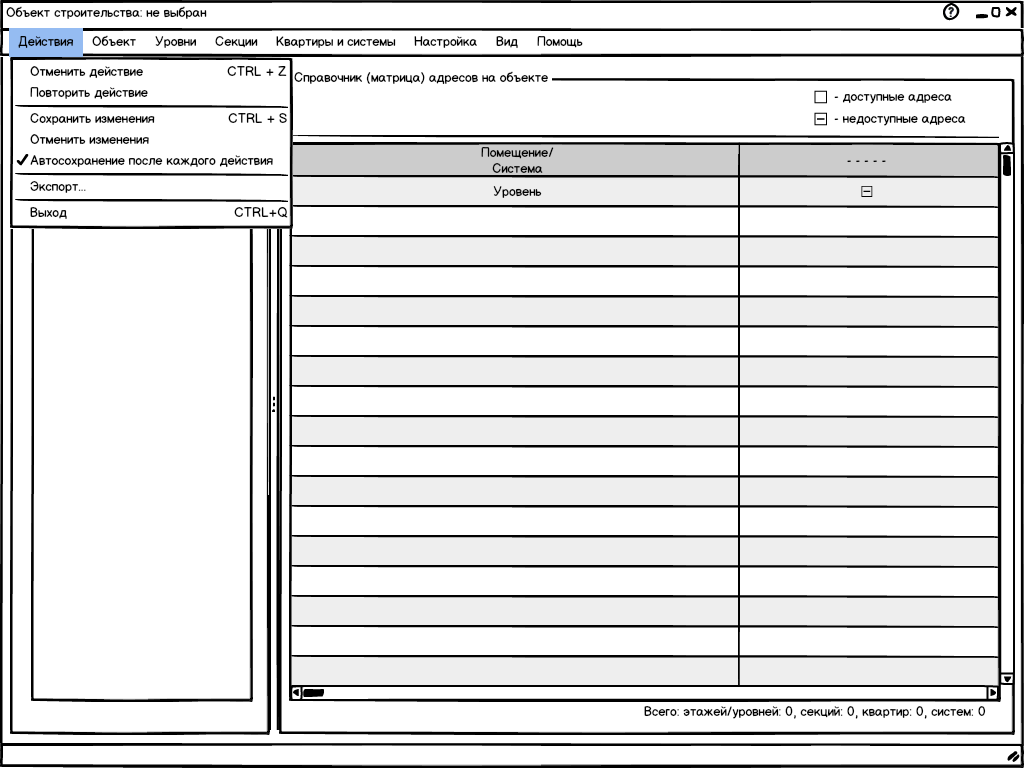 Объект строительства: не выбран
Действия Объект Уровни Секции Квартиры и системы Настройка Вид Помощь
Отменить действие CTRL + Z
Повторить действие
Сохранить изменения CTRL + S
Отменить изменения
Автосохранение после каждого действия
Экспорт...
Выход CTRL+Q
Справочник (матрица) адресов на объекте
- доступные адреса
- недоступные адреса
Помещение/
Система
- - - - -
Уровень
Всего: этажей/уровней: 0, секций: 0, квартир: 0, систем: 0